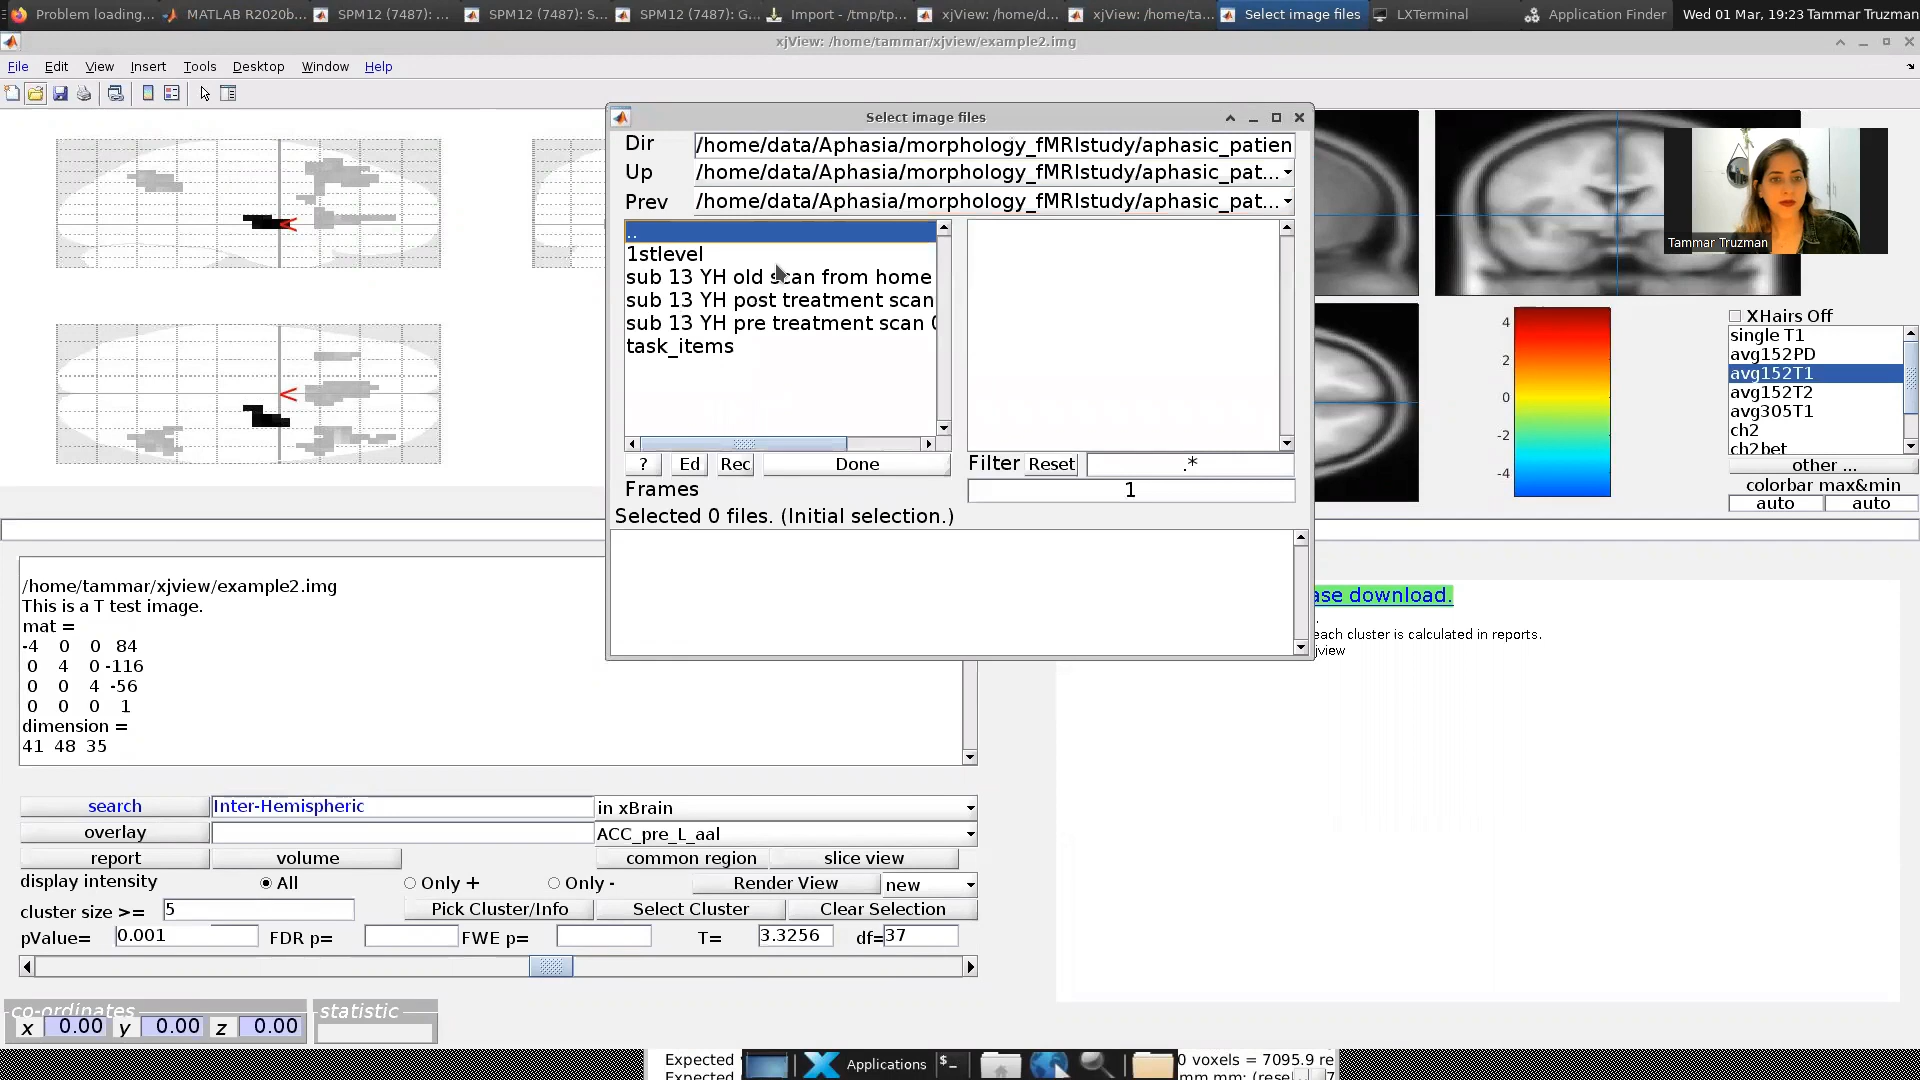 Problem loading...
MATLAB R2020b...
SPM12 (7487): ...
SPM12 (7487): S...
SPM12 (7487): G...
Import - /tmp/tp...
xjView: /home/d...
xjView: /home/ta...
Select image files
LXTerminal
Application Finder
Wed 01 Mar, 19:23 Tammar Truzman
xjView: /home/tammar/xjview/example2.img
File Edit View Insert Tools Desktop Window Help
Select image files
Dir /home/data/Aphasia/morphology_fMRIstudy/aphasic_patien
Up /home/data/Aphasia/morphology_fMRIstudy/aphasic_pat...
Prev /home/data/Aphasia/morphology_fMRIstudy/aphasic_pat...
..
1stlevel
sub 13 YH old scan from home
sub 13 YH post treatment scan
sub 13 YH pre treatment scan
task_items
? Ed Rec Done
Filter Reset .*
Frames 1
Selected 0 files. (Initial selection.)
Tammar Truzman
4
2
0
-2
-4
XHairs Off
single T1
avg152PD
avg152T1
avg152T2
avg305T1
ch2
ch2bet
other ...
colorbar max&min
auto auto
/home/tammar/xjview/example2.img
This is a T test image.
mat =
-4 0 0 84
0 4 0 -116
0 0 4 -56
0 0 0 1
dimension =
41 48 35
ase download.
.
each cluster is calculated in reports.
jview
search Inter-Hemispheric in xBrain
overlay ACC_pre_L_aal
report volume common region slice view
display intensity All Only + Only - Render View new
cluster size >= 5 Pick Cluster/Info Select Cluster Clear Selection
pValue= 0.001 FDR p= FWE p= T= 3.3256 df= 37
co-ordinates statistic
x 0.00 y 0.00 z 0.00
Expected
Applications
0 voxels = 7095.9 re
Expected
mm mm mm; (rese